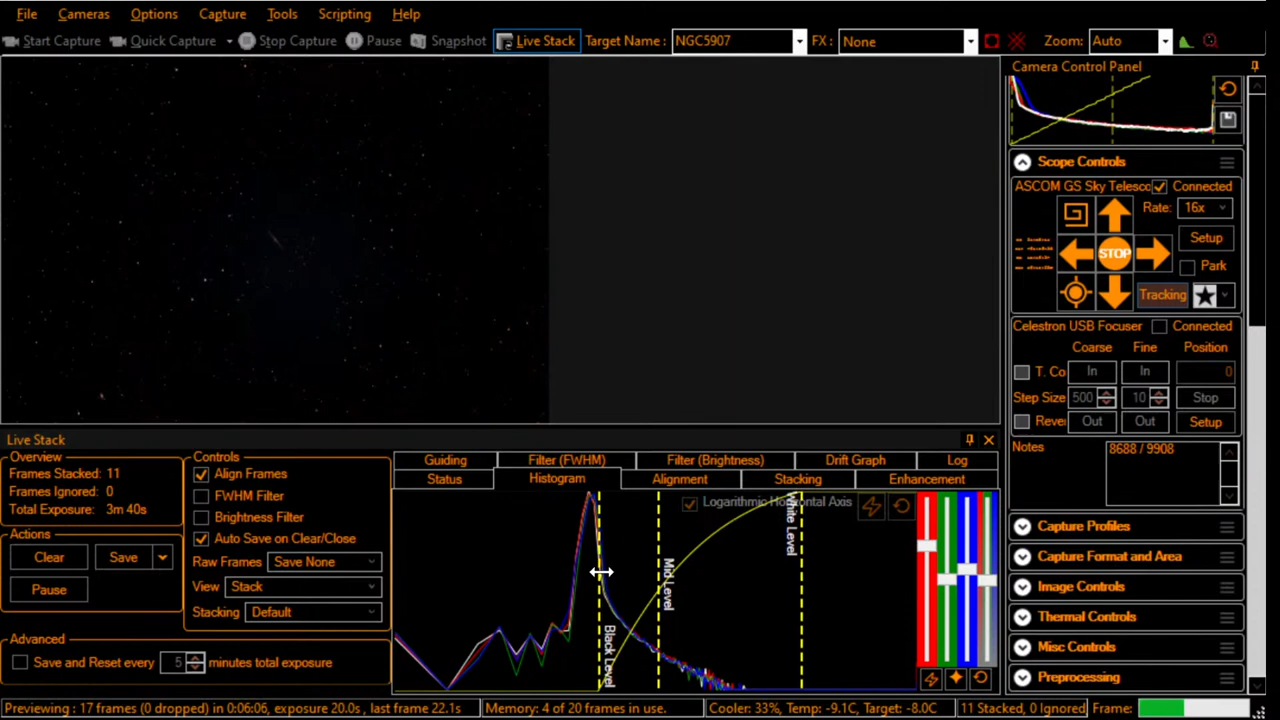 File Cameras Options Capture Tools Scripting Help
Start Capture Quick Capture Stop Capture Pause Snapshot Live Stack Target Name : NGC5907 FX : None Zoom: Auto
Camera Control Panel
Scope Controls
ASCOM GS Sky Telesco Connected
Rate: 16x
Setup
STOP
Park
Tracking
Celestron USB Focuser Connected
Coarse Fine Position
T. Co In In 0
Step Size 500 10 Stop
Reve Out Out Setup
Notes 8688 / 9908
Capture Profiles
Capture Format and Area
Image Controls
Thermal Controls
Misc Controls
Preprocessing
Live Stack
Overview
Frames Stacked: 11
Frames Ignored: 0
Total Exposure: 3m 40s
Actions
Clear Save
Pause
Controls
Align Frames
FWHM Filter
Brightness Filter
Auto Save on Clear/Close
Raw Frames Save None
View Stack
Stacking Default
Advanced
Save and Reset every 5 minutes total exposure
Guiding Filter (FWHM) Filter (Brightness) Drift Graph Log
Status Histogram Alignment Stacking Enhancement
Logarithmic Horizontal Axis
Black Level
Mid Level
White Level
Previewing : 17 frames (0 dropped) in 0:06:06, exposure 20.0s, last frame 22.1s Memory: 4 of 20 frames in use. Cooler: 33%, Temp: -9.1C, Target: -8.0C 11 Stacked, 0 Ignored Frame: